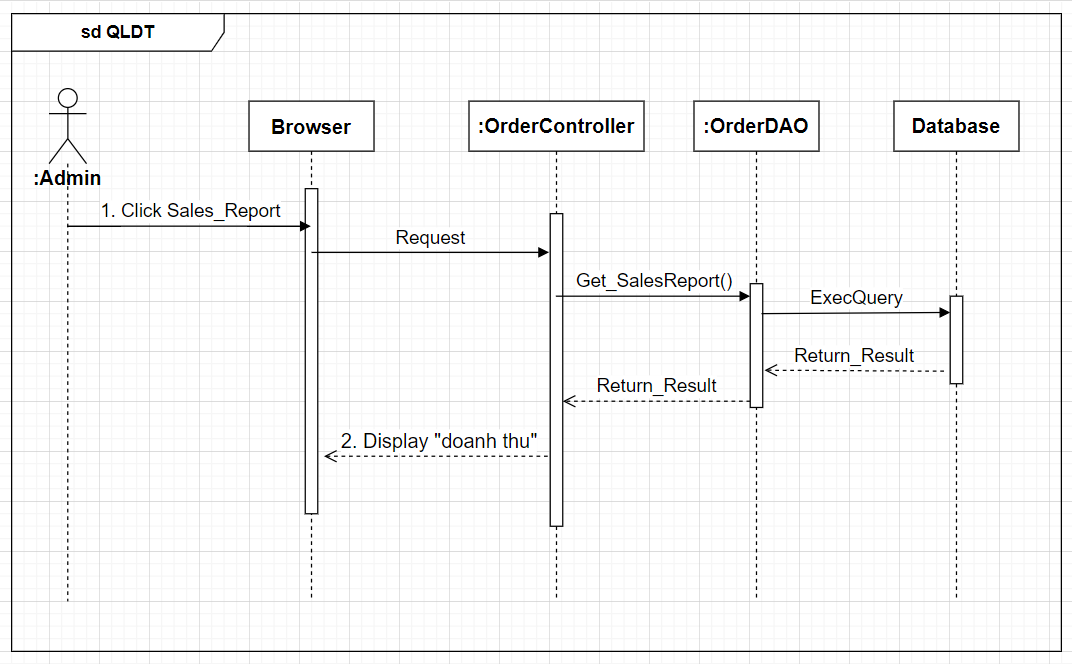 sd QLDT
:Admin
Browser
:OrderController
:OrderDAO
Database
1. Click Sales_Report
Request
Get_SalesReport()
ExecQuery
Return_Result
Return_Result
2. Display "doanh thu"